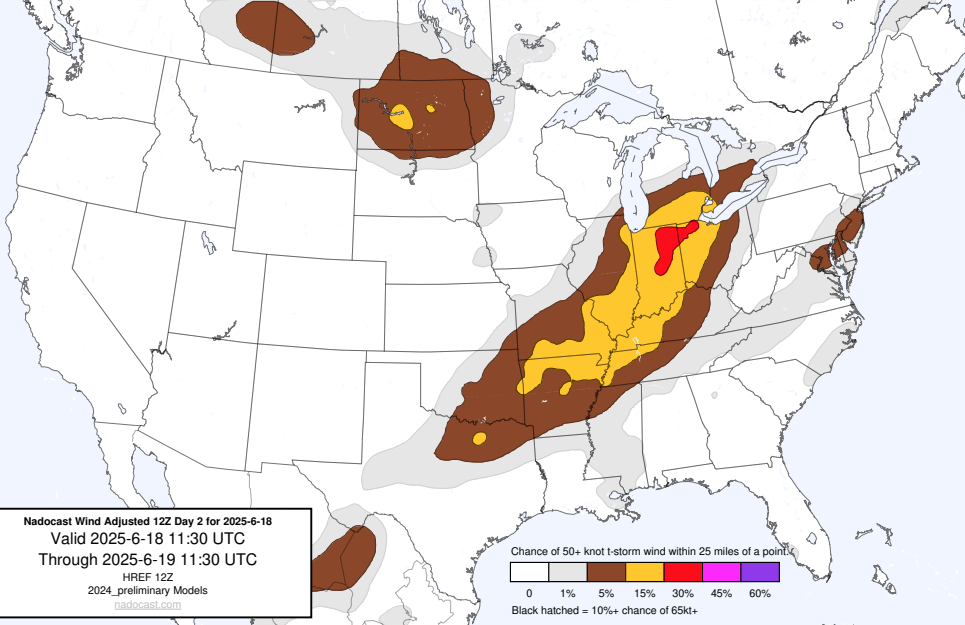 Nadocast Wind Adjusted 12Z Day 2 for 2025-6-18
Valid 2025-6-18 11:30 UTC
Through 2025-6-19 11:30 UTC
HREF 12Z
2024_preliminary Models
nadocast.com
Chance of 50+ knot t-storm wind within 25 miles of a point.
0 1% 5% 15% 30% 45% 60%
Black hatched = 10%+ chance of 65kt+